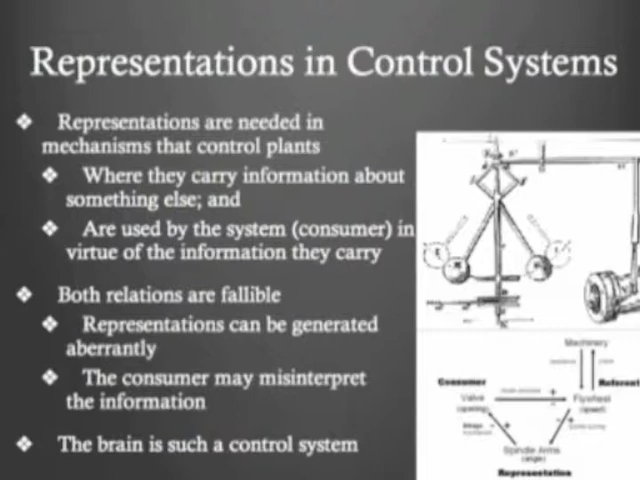 Representations in Control Systems
❖ Representations are needed in
mechanisms that control plants
❖ Where they carry information about
something else; and
❖ Are used by the system (consumer) in
virtue of the information they carry
❖ Both relations are fallible
❖ Representations can be generated
aberrantly
❖ The consumer may misinterpret
the information
❖ The brain is such a control system
Machinery
Consumer
Referent
Valve
Flywheel
(opening)
(speed)
Spindle Arms
(angle)
Representation